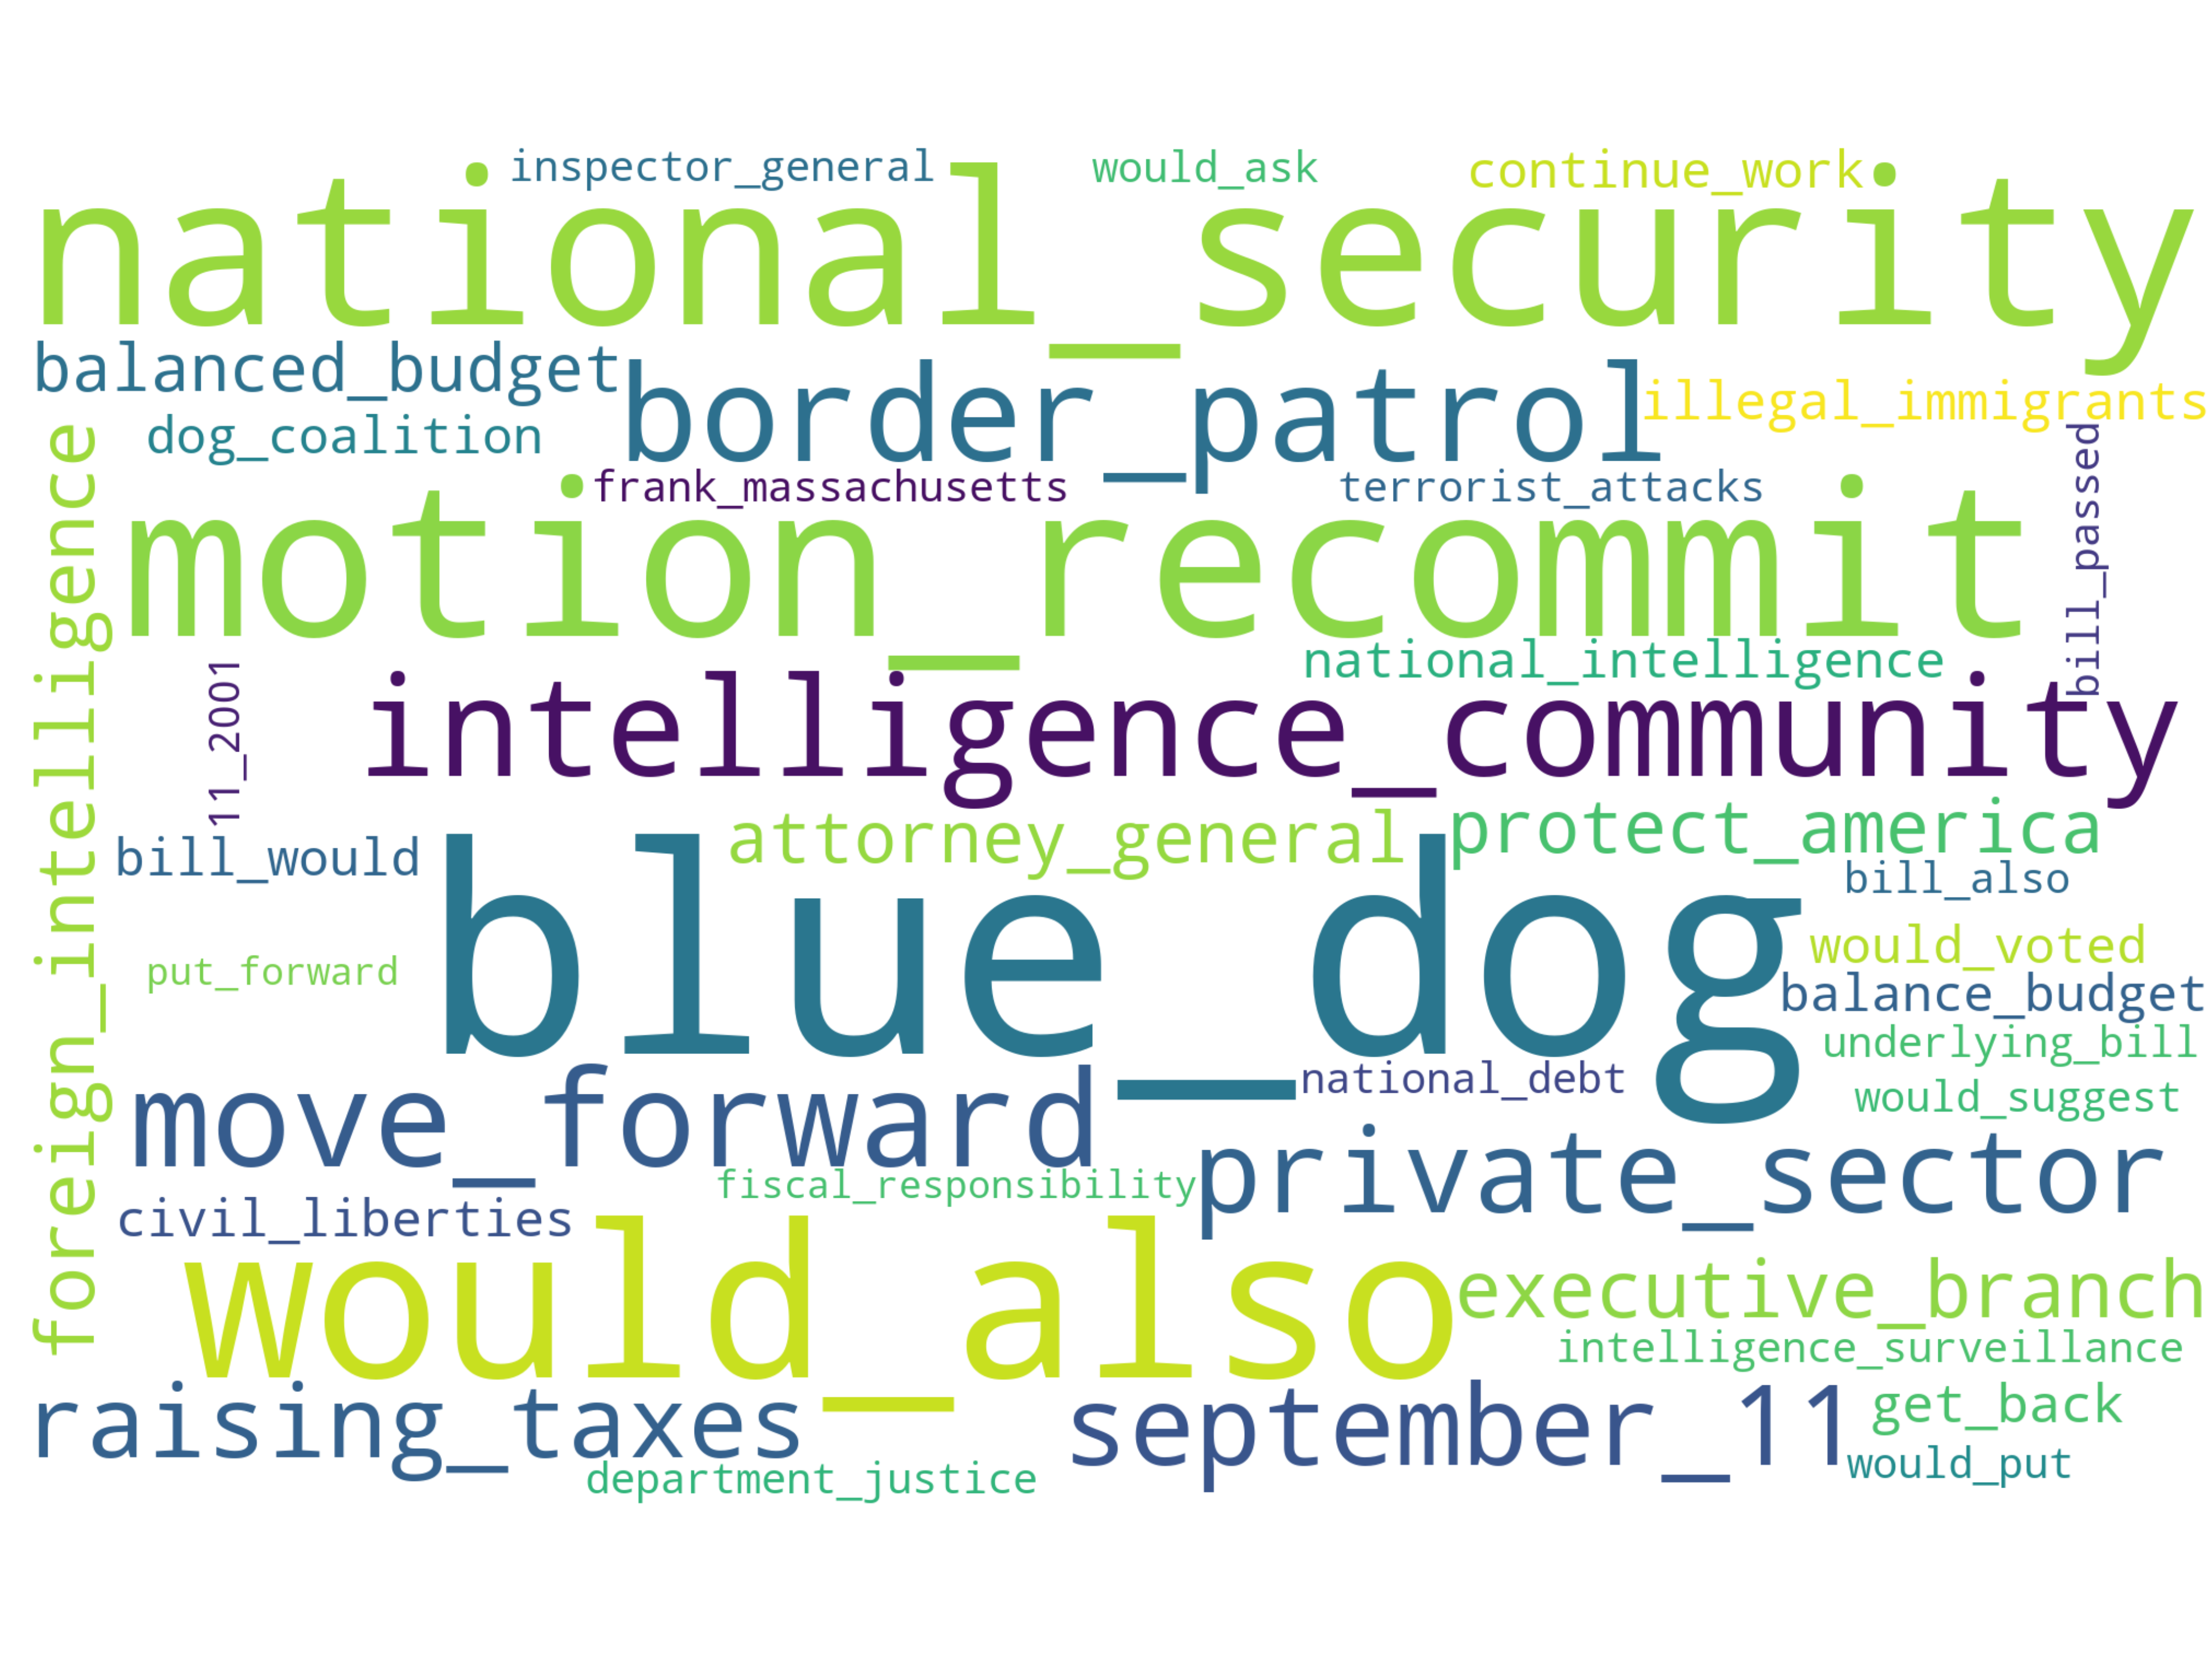 inspector_general would_ask continue_work
national_security
balanced_budget border_patrol illegal_immigrants
dog_coalition
frank_massachusetts terrorist_attacks
bill_passed
foreign_intelligence
motion_recommit
national_intelligence
11_2001
intelligence_community
attorney_general protect_america
bill_would
bill_also
blue_dog
would_voted
put_forward
balance_budget
underlying_bill
national_debt
would_suggest
move_forward
private_sector
fiscal_responsibility
civil_liberties
would_also
executive_branch
intelligence_surveillance
raising_taxes september_11 get_back
would_put
department_justice